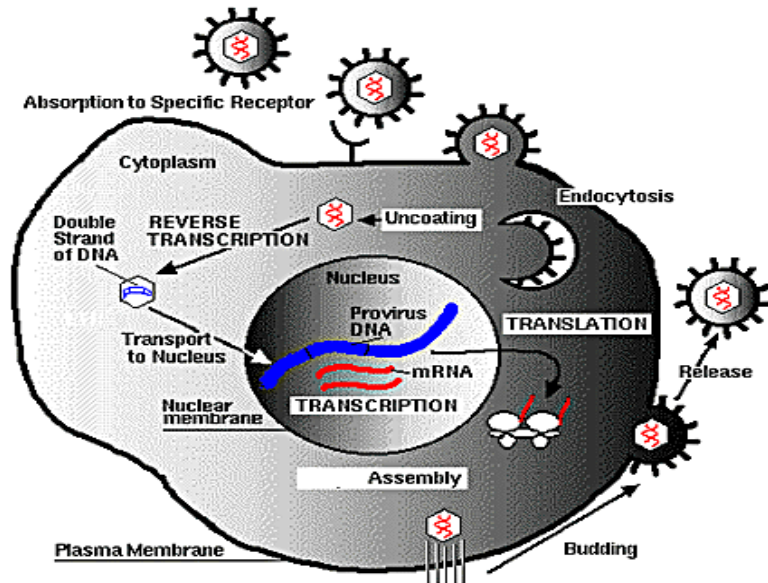 Absorption to Specific Receptor
Cytoplasm
Endocytosis
Double
Strand
of DNA
REVERSE
TRANSCRIPTION
Uncoating
Nucleus
Provirus
DNA
TRANSLATION
Transport
to Nucleus
mRNA
Release
Nuclear
membrane
TRANSCRIPTION
Assembly
Plasma Membrane
Budding